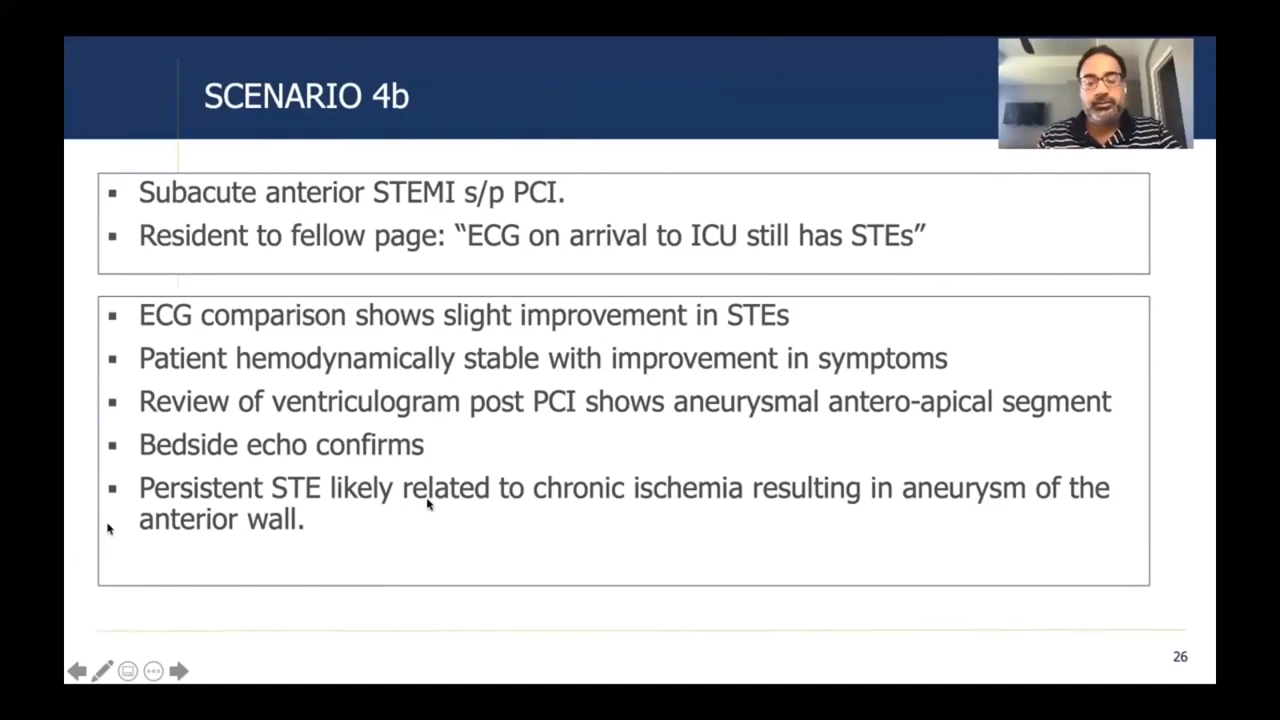 SCENARIO 4b
▪ Subacute anterior STEMI s/p PCI.
▪ Resident to fellow page: “ECG on arrival to ICU still has STEs”
▪ ECG comparison shows slight improvement in STEs
▪ Patient hemodynamically stable with improvement in symptoms
▪ Review of ventriculogram post PCI shows aneurysmal antero-apical segment
▪ Bedside echo confirms
▪ Persistent STE likely related to chronic ischemia resulting in aneurysm of the
anterior wall.
26